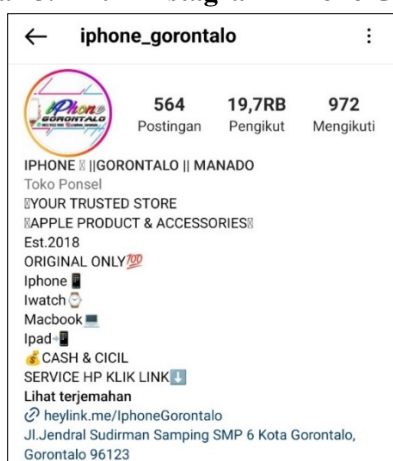 iphone_gorontalo
iPhone
GORONTALO
564 19,7RB 972
Postingan Pengikut Mengikuti
IPHONE ||GORONTALO || MANADO
Toko Ponsel
YOUR TRUSTED STORE
APPLE PRODUCT & ACCESSORIES
Est.2018
ORIGINAL ONLY💯
Iphone📱
Iwatch⌚
Macbook💻
Ipad📲
💰CASH & CICIL
SERVICE HP KLIK LINK⬇️
Lihat terjemahan
heylink.me/IphoneGorontalo
Jl.Jendral Sudirman Samping SMP 6 Kota Gorontalo,
Gorontalo 96123